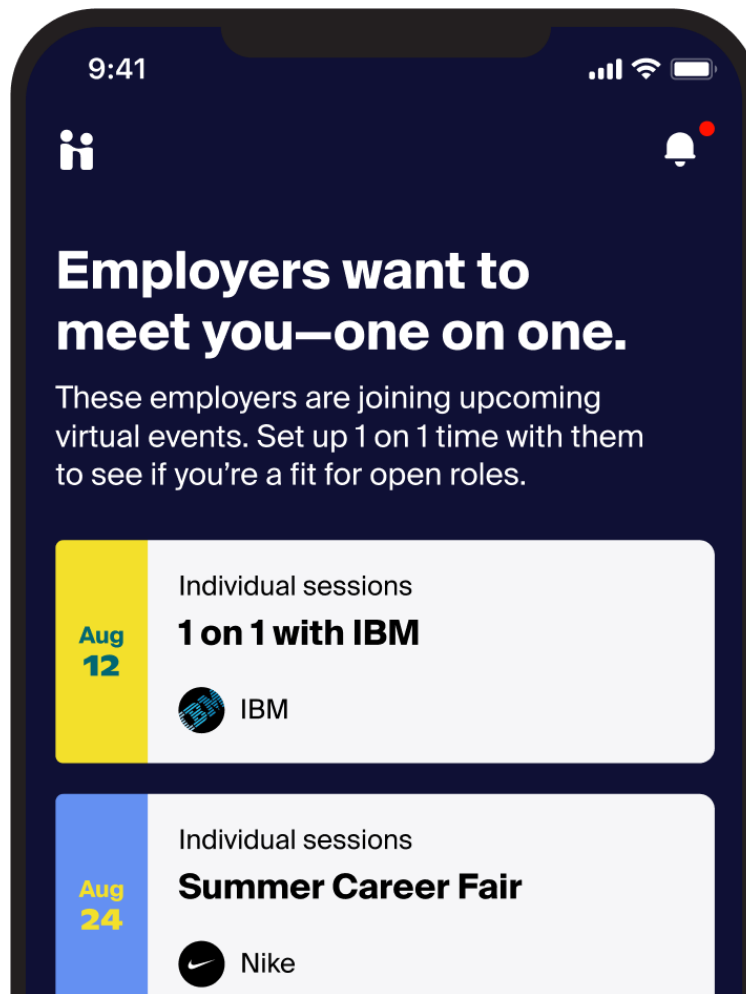 9:41
Employers want to
meet you—one on one.
These employers are joining upcoming
virtual events. Set up 1 on 1 time with them
to see if you’re a fit for open roles.
Aug
12
Individual sessions
1 on 1 with IBM
IBM
IBM
Aug
24
Individual sessions
Summer Career Fair
Nike